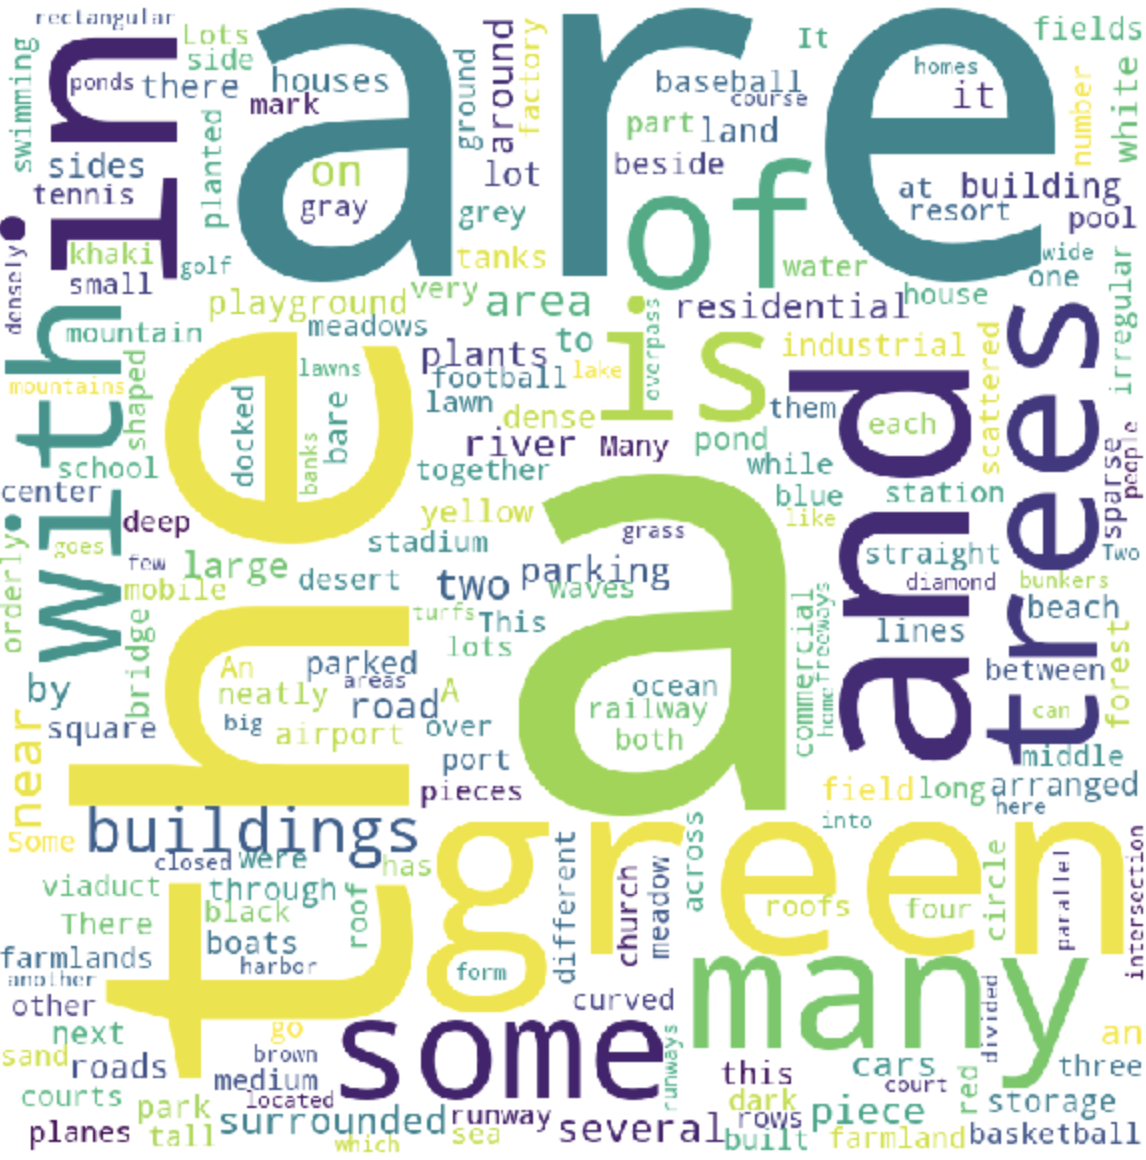 rectangular
Lots
side
swimming
in
ponds
there
houses
mark
are
ground
around
factory
It
fields
homes
it
number
white
baseball
course
part
land
beside
planted
sides
tennis
on
gray
lot
grey
of
at
building
resort
pool
khaki
small
golf
tanks
water
wide
one
densely
playground
very
area
residential
house
irregular
mountain
meadows
plants
to
is
overpass
industrial
scattered
trees
with
mountains
shaped
the
lawns
football
lake
lawn
dense
them
and
each
docked
banks
bare
river
Many
pond
school
together
while
sparse
people
center
blue
station
deep
yellow
a
grass
like
goes
stadium
straight
Two
few
large
desert
two
parking
waves
diamond
bunkers
orderly
mobile
turfs
This
beach
bridge
lots
commercial
freeways
lines
forest
An
parked
areas
ocean
between
by
neatly
road
A
railway
home
can
square
big
airport
over
both
near
port
middle
pieces
field
long
arranged
here
Some
buildings
green
into
closed
were
has
across
intersection
viaduct
through
roof
different
church
meadow
roofs
four
circle
parallel
There
black
boats
farmlands
harbor
form
many
another
other
curved
divided
next
go
some
runways
an
sand
roads
brown
cars
three
medium
this
court
red
courts
located
dark
storage
park
surrounded
runway
rows
piece
planes
tall
which
sea
several
built
farmland
basketball